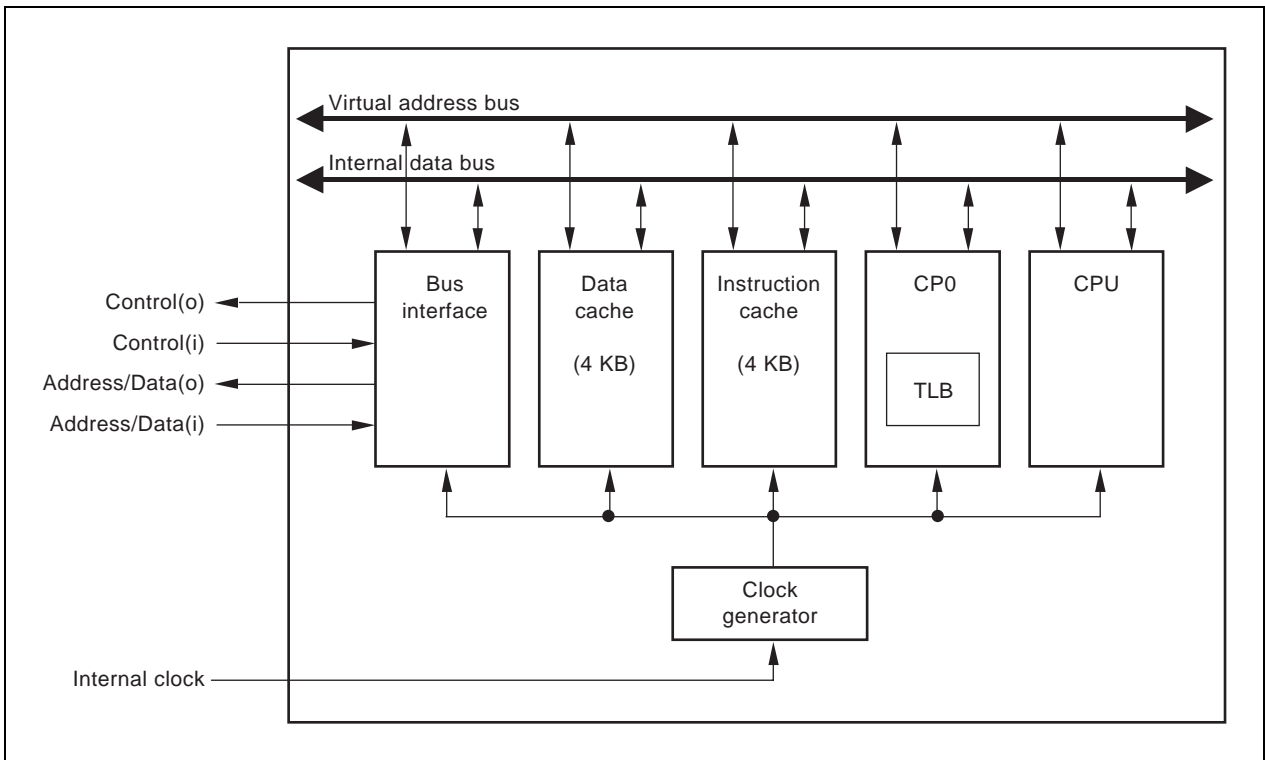 Virtual address bus
Internal data bus
Bus
interface
Data
cache
(4 KB)
Instruction
cache
(4 KB)
CP0
TLB
CPU
Control(o)
Control(i)
Address/Data(o)
Address/Data(i)
Clock
generator
Internal clock